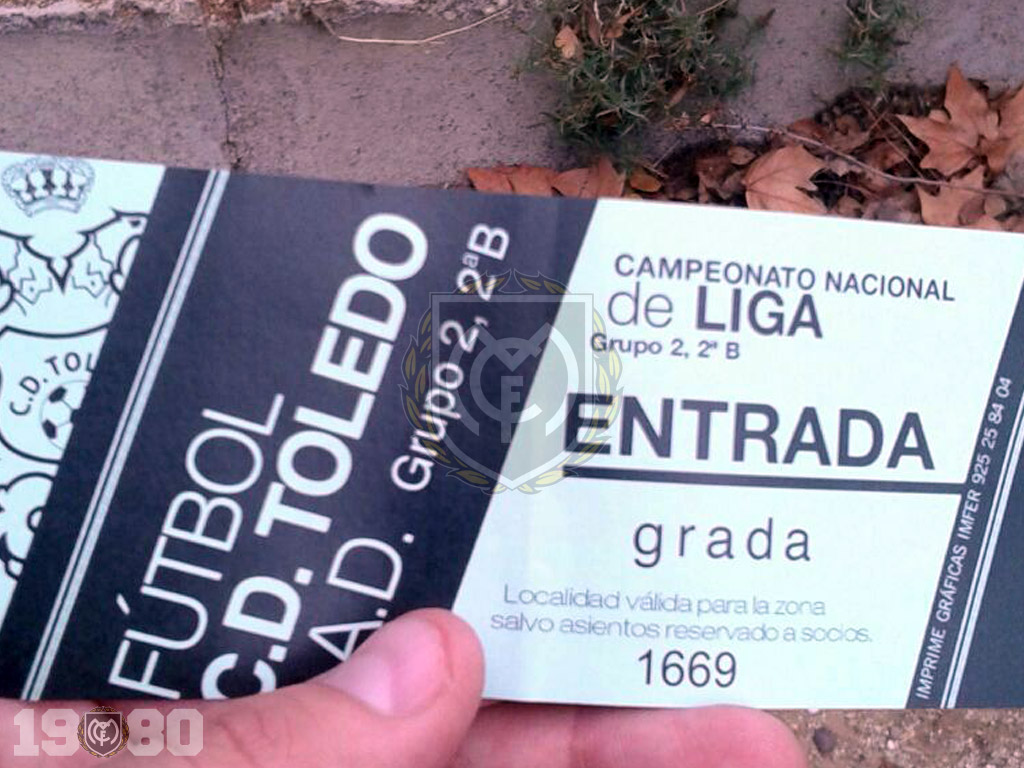 C.D. TOL
FÚTBOL
C.D. TOLEDO
A.D. Grupo 2, 2ªB
CAMPEONATO NACIONAL
de LIGA
Grupo 2, 2ª B
ENTRADA
grada
Localidad válida para la zona
salvo asientos reservado a socios.
1669
IMPRIME GRÁFICAS IMFER 925 25 84 04
1980